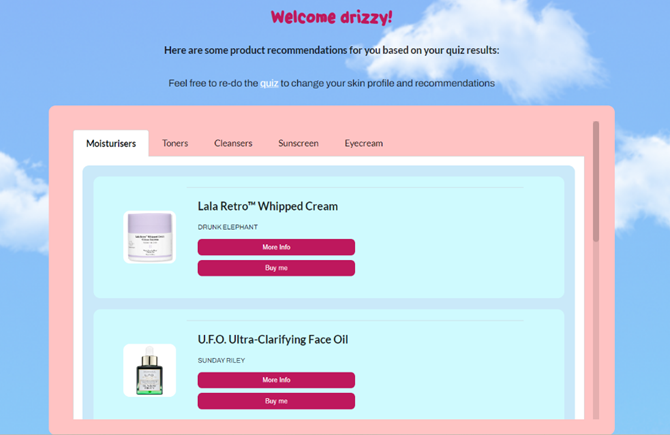 Welcome drizzy!
Here are some product recommendations for you based on your quiz results:
Feel free to re-do the quiz to change your skin profile and recommendations
Moisturisers Toners Cleansers Sunscreen Eyecream
Lala Retro™ Whipped Cream
DRUNK ELEPHANT
More Info
Buy me
U.F.O. Ultra-Clarifying Face Oil
SUNDAY RILEY
More Info
Buy me